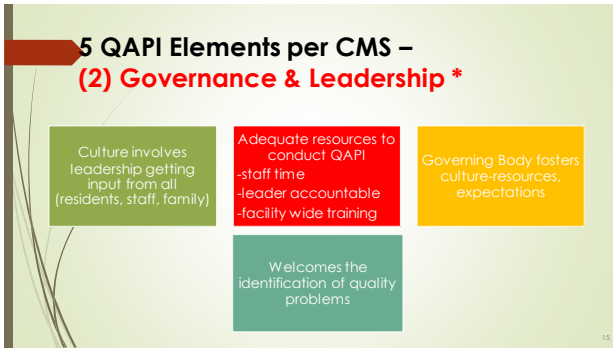 5 QAPI Elements per CMS –
(2) Governance & Leadership *
Culture involves
leadership getting
input from all
(residents, staff, family)
Adequate resources to
conduct QAPI
-staff time
-leader accountable
-facility wide training
Governing Body fosters
culture-resources,
expectations
Welcomes the
identification of quality
problems
15